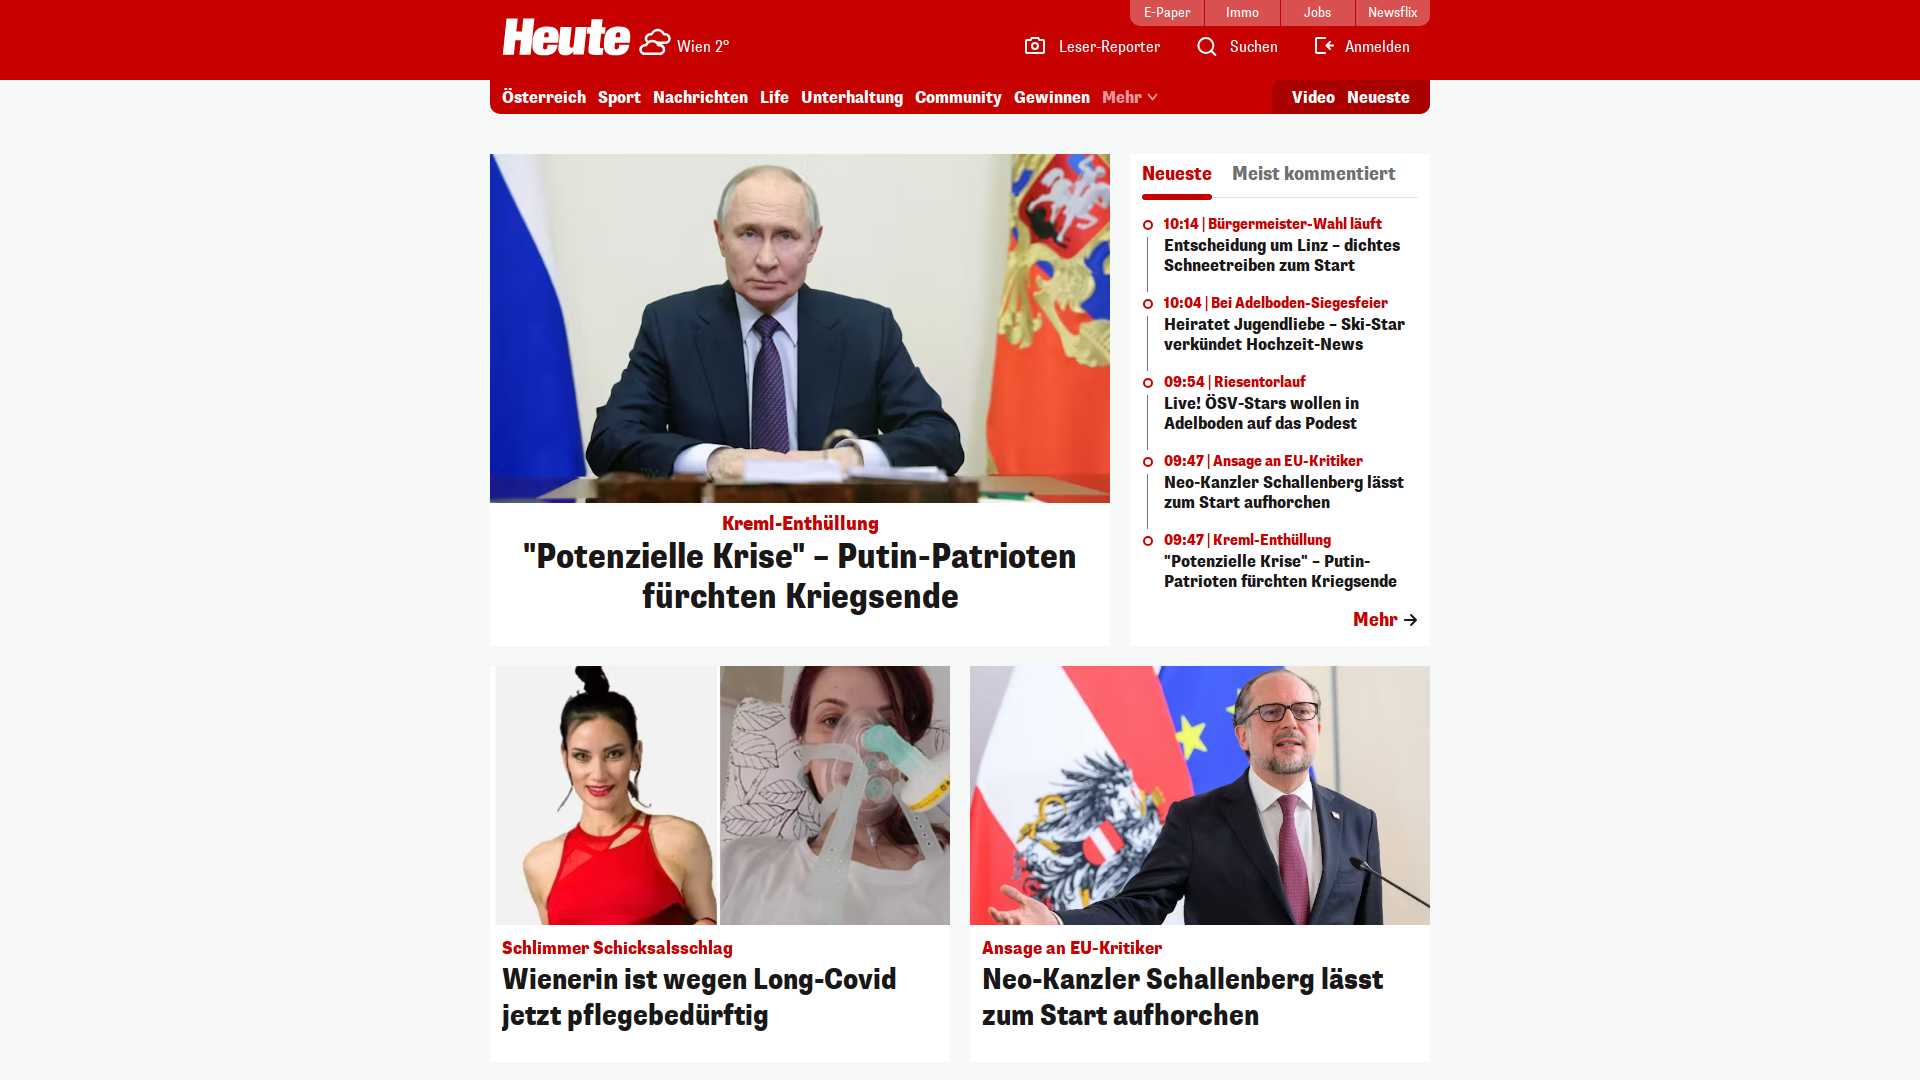 E-Paper
Immo
Jobs
Newsflix
Heute
Wien 2°
Leser-Reporter
Suchen
Anmelden
Österreich
Sport
Nachrichten
Life
Unterhaltung
Community
Gewinnen
Mehr
Video
Neueste
Kreml-Enthüllung
"Potenzielle Krise" – Putin-Patrioten
fürchten Kriegsende
Neueste
Meist kommentiert
10:14 | Bürgermeister-Wahl läuft
Entscheidung um Linz – dichtes
Schneetreiben zum Start
10:04 | Bei Adelboden-Siegesfeier
Heiratet Jugendliebe – Ski-Star
verkündet Hochzeit-News
09:54 | Riesentorlauf
Live! ÖSV-Stars wollen in
Adelboden auf das Podest
09:47 | Ansage an EU-Kritiker
Neo-Kanzler Schallenberg lässt
zum Start aufhorchen
09:47 | Kreml-Enthüllung
"Potenzielle Krise" – Putin-
Patrioten fürchten Kriegsende
Mehr
Schlimmer Schicksalsschlag
Wienerin ist wegen Long-Covid
jetzt pflegebedürftig
Ansage an EU-Kritiker
Neo-Kanzler Schallenberg lässt
zum Start aufhorchen